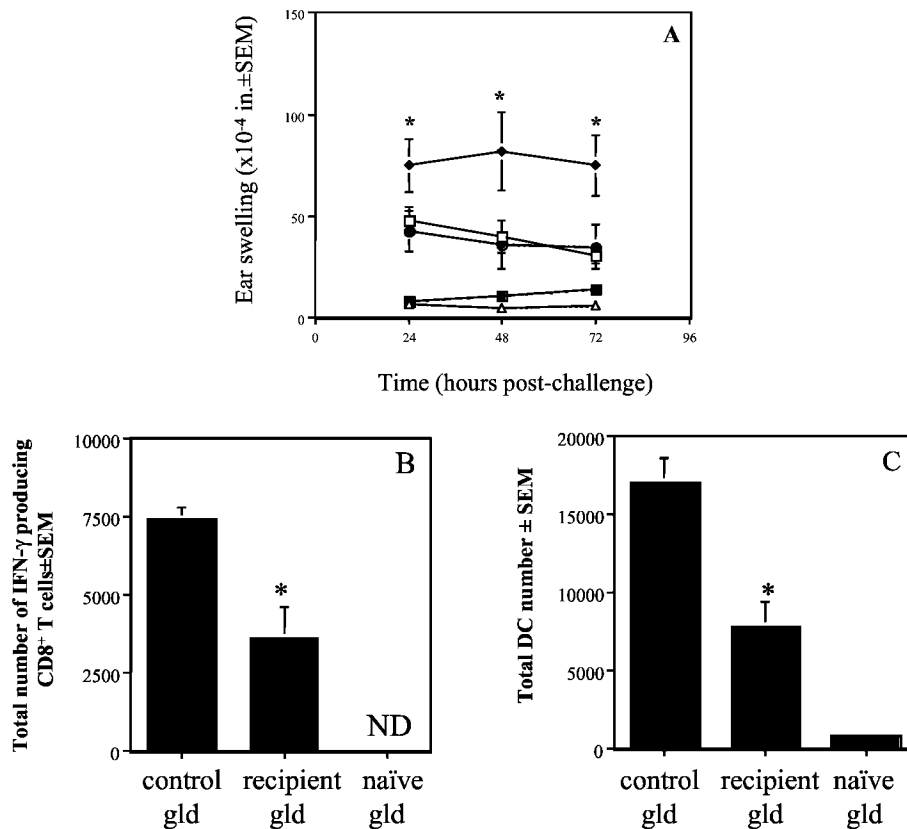 A
Ear swelling (x10⁻⁴ in.±SEM)
150
100
50
0
* * *
0 24 48 72 96
Time (hours post-challenge)
B
Total number of IFN-γ producing
CD8⁺ T cells±SEM
10000
7500
5000
2500
0
*
ND
control
gld
recipient
gld
naïve
gld
C
Total DC number ± SEM
20000
15000
10000
5000
0
*
control
gld
recipient
gld
naïve
gld